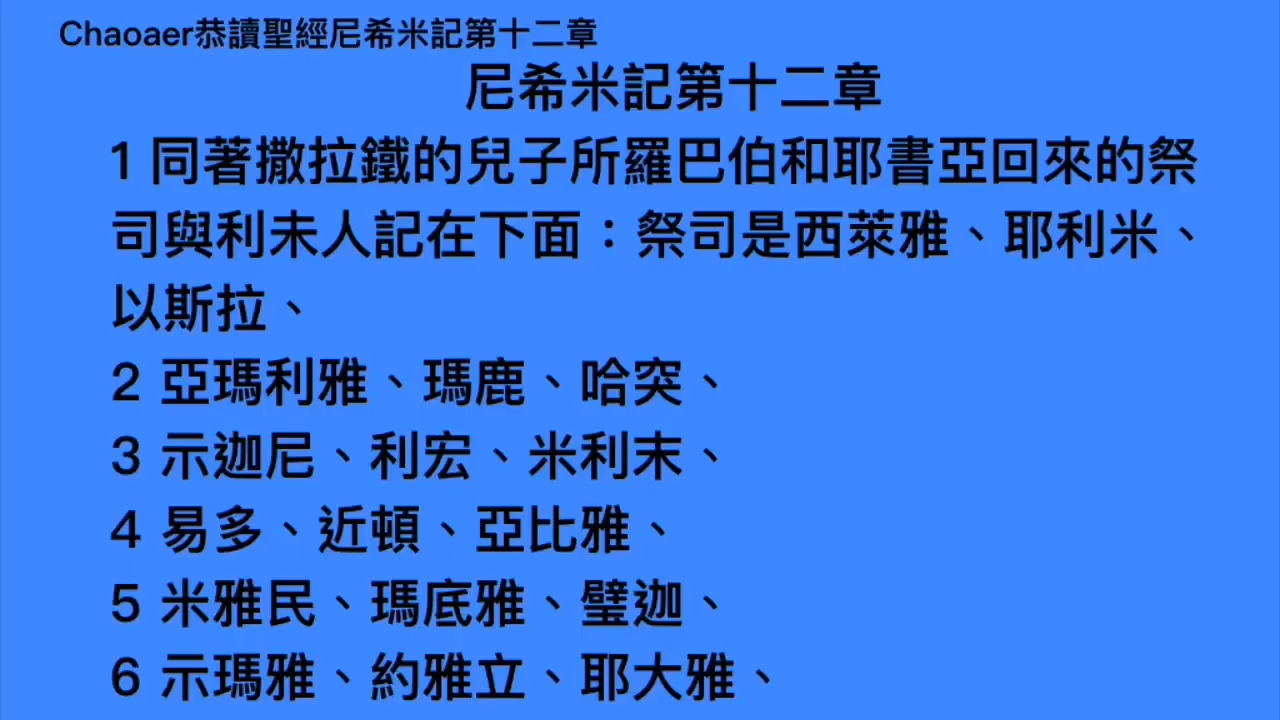 Chaoaer恭讀聖經尼希米記第十二章
尼希米記第十二章
1 同著撒拉鐵的兒子所羅巴伯和耶書亞回來的祭
司與利未人記在下面：祭司是西萊雅、耶利米、
以斯拉、
2 亞瑪利雅、瑪鹿、哈突、
3 示迦尼、利宏、米利末、
4 易多、近頓、亞比雅、
5 米雅民、瑪底雅、璧迦、
6 示瑪雅、約雅立、耶大雅、